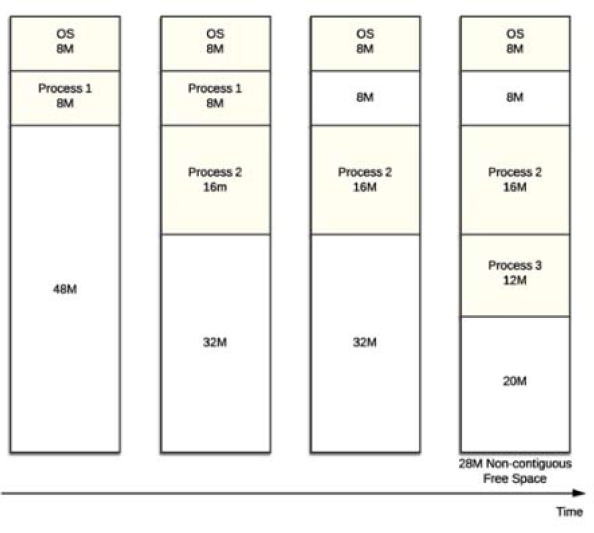 OS
8M
Process 1
8M
48M
OS
8M
Process 1
8M
Process 2
16m
32M
OS
8M
8M
Process 2
16M
32M
OS
8M
8M
Process 2
16M
Process 3
12M
20M
28M Non-contiguous
Free Space
Time